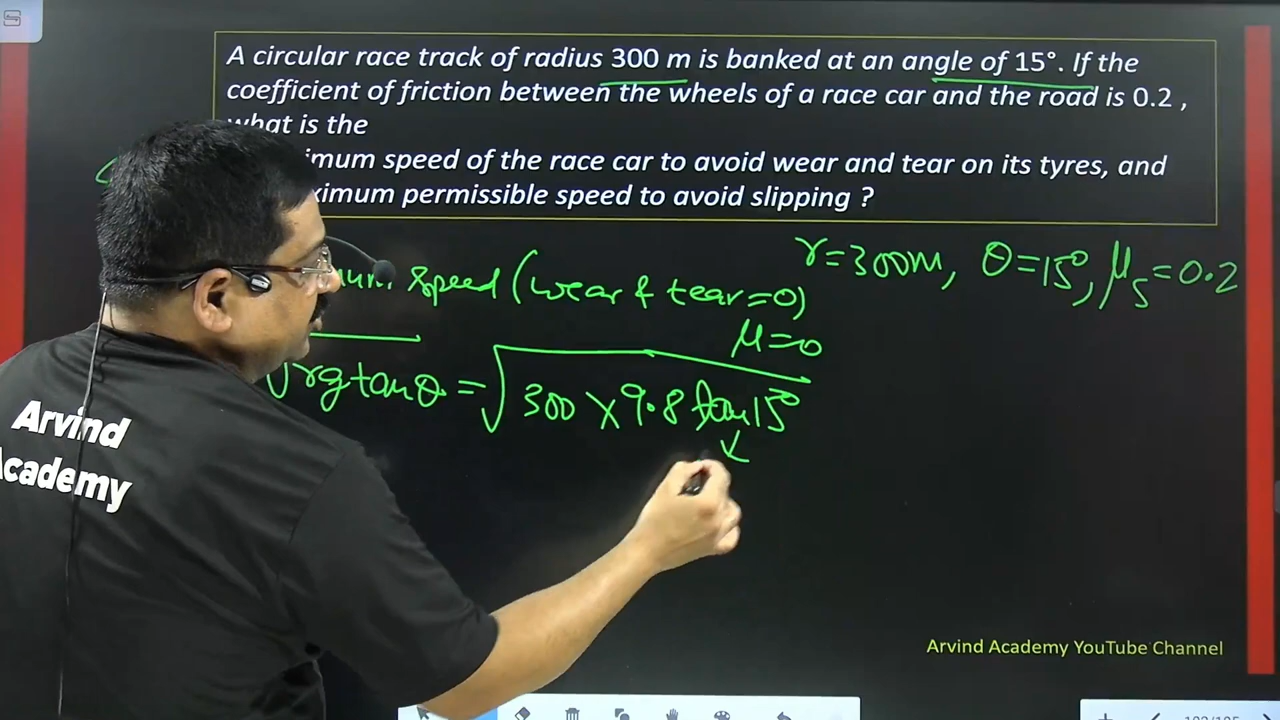 A circular race track of radius 300 m is banked at an angle of 15°. If the
coefficient of friction between the wheels of a race car and the road is 0.2 ,
what is the
speed of the race car to avoid wear and tear on its tyres, and
permissible speed to avoid slipping ?
r=300m, θ=15°, μs=0.2
speed (wear & tear=0)
μ=0
√rg tanθ = √300×9.8 tan15°
Arvind
Academy
Arvind Academy YouTube Channel